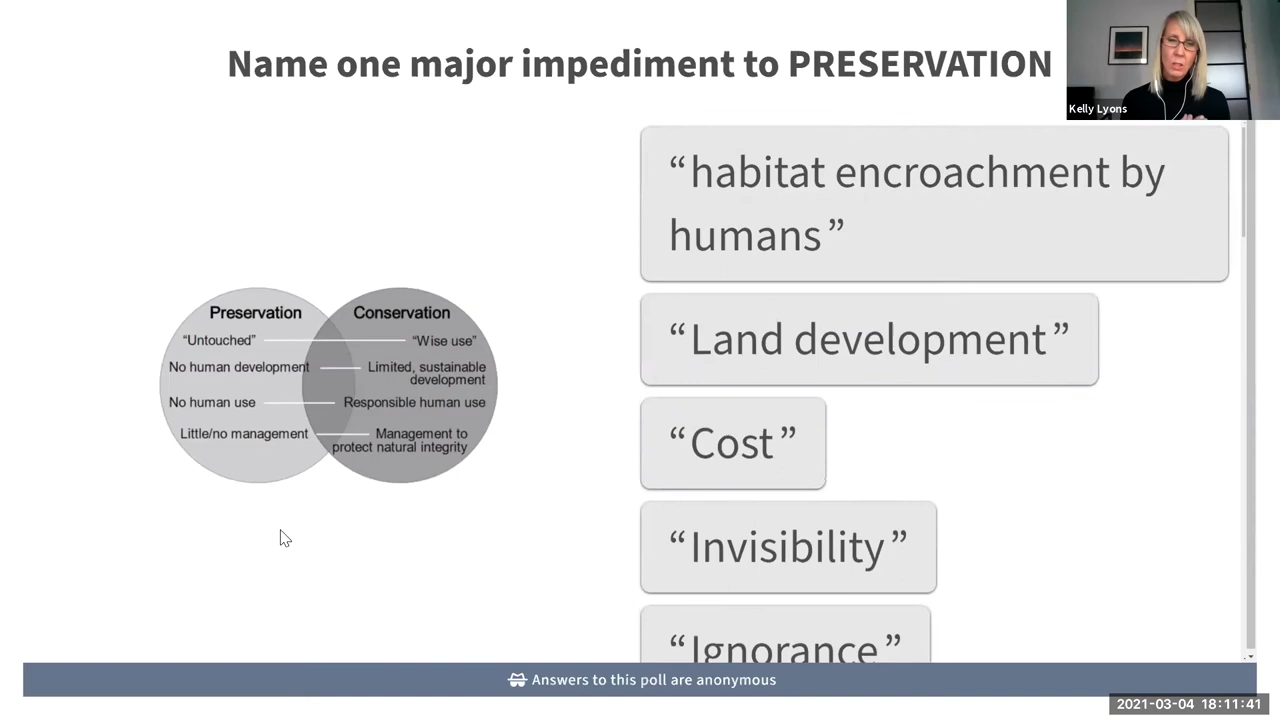 Name one major impediment to PRESERVATION
Kelly Lyons
“habitat encroachment by
humans”
“Land development”
“Cost”
“Invisibility”
“Ignorance”
Preservation
Conservation
“Untouched”
“Wise use”
No human development
Limited, sustainable
development
No human use
Responsible human use
Little/no management
Management to
protect natural integrity
Answers to this poll are anonymous
2021-03-04 18:11:41